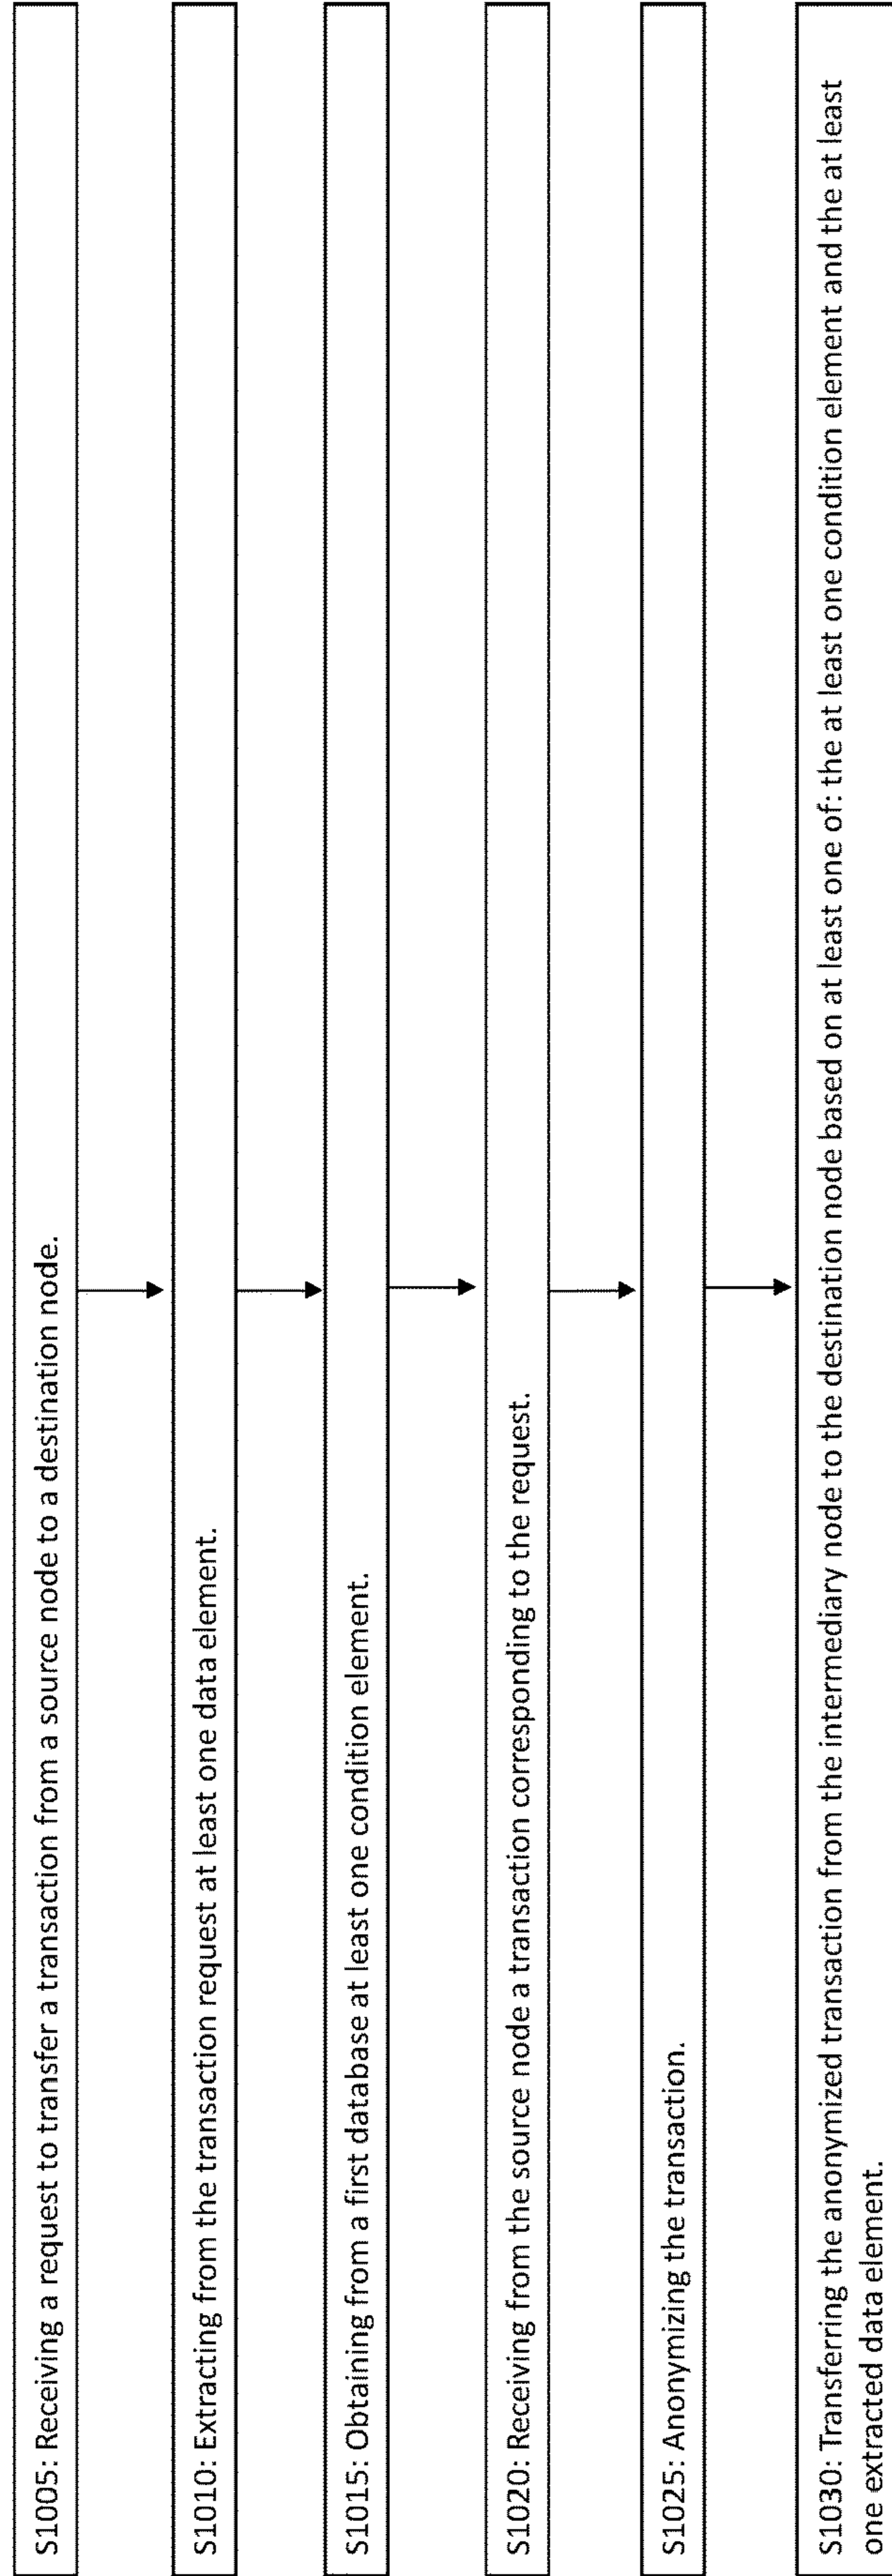 S1005: Receiving a request to transfer a transaction from a source node to a destination node.
S1010: Extracting from the transaction request at least one data element.
S1015: Obtaining from a first database at least one condition element.
S1020: Receiving from the source node a transaction corresponding to the request.
S1025: Anonymizing the transaction.
S1030: Transferring the anonymized transaction from the intermediary node to the destination node based on at least one of: the at least one condition element and the at least
one extracted data element.